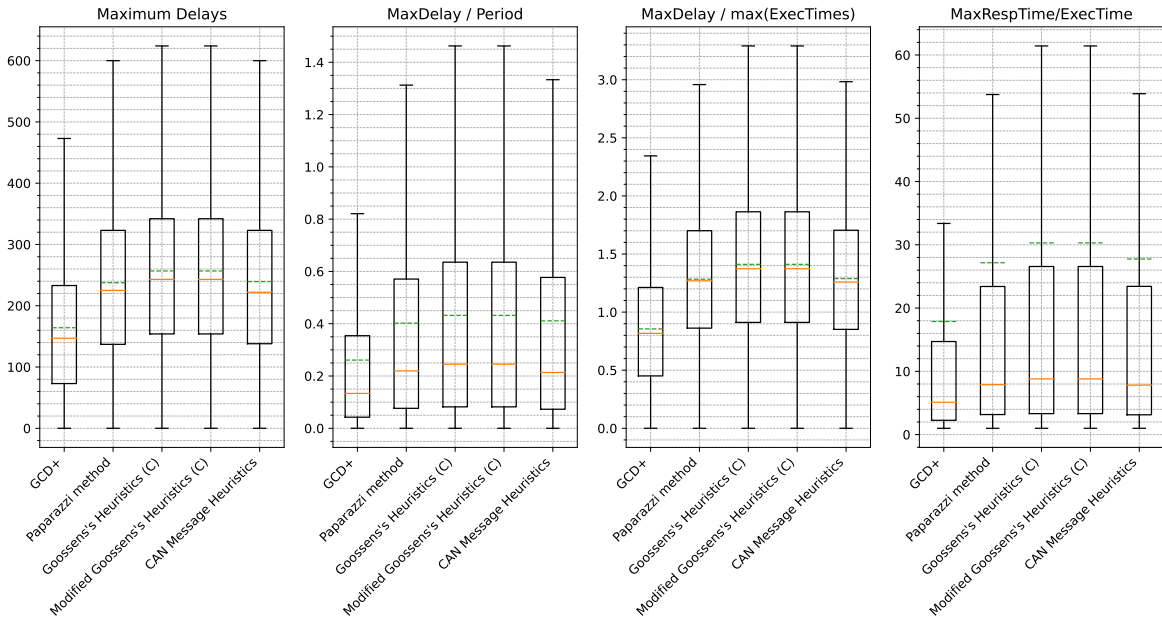 Maximum Delays
600
500
400
300
200
100
0
GCD+
Paparazzi method
Goossens's Heuristics (C)
Modified Goossens's Heuristics (C)
CAN Message Heuristics
MaxDelay / Period
1.4
1.2
1.0
0.8
0.6
0.4
0.2
0.0
GCD+
Paparazzi method
Goossens's Heuristics (C)
Modified Goossens's Heuristics (C)
CAN Message Heuristics
MaxDelay / max(ExecTimes)
3.0
2.5
2.0
1.5
1.0
0.5
0.0
GCD+
Paparazzi method
Goossens's Heuristics (C)
Modified Goossens's Heuristics (C)
CAN Message Heuristics
MaxRespTime/ExecTime
60
50
40
30
20
10
0
GCD+
Paparazzi method
Goossens's Heuristics (C)
Modified Goossens's Heuristics (C)
CAN Message Heuristics